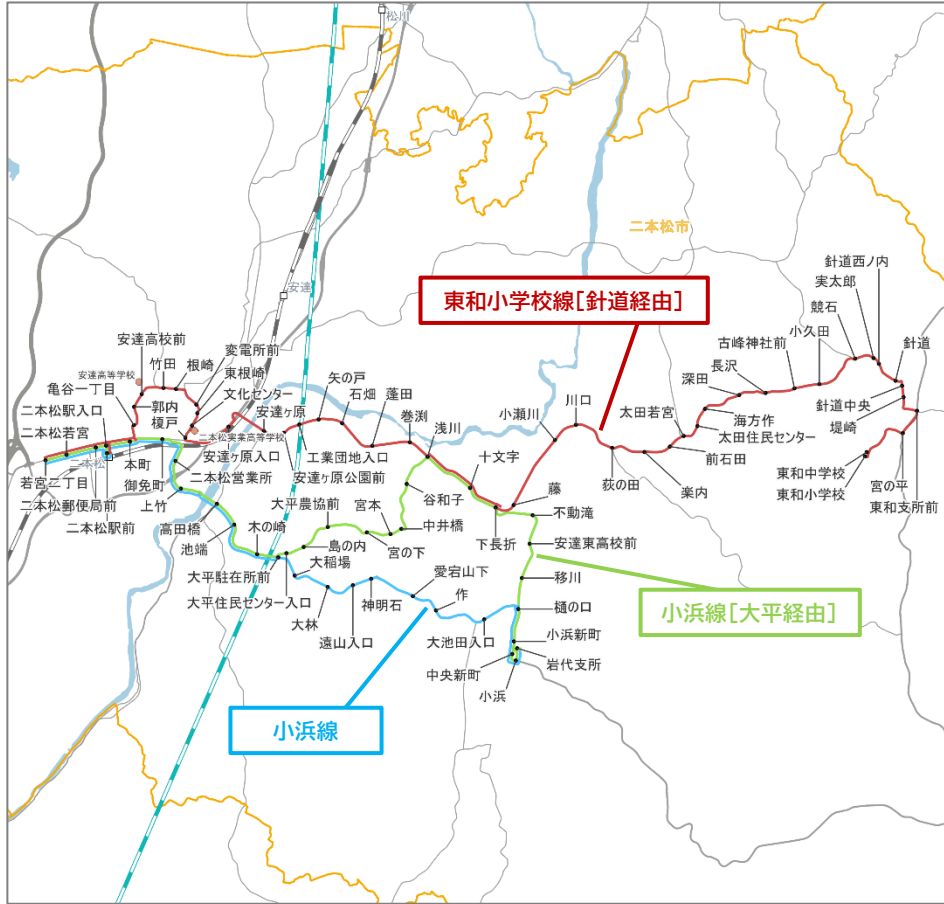 松川
二本松市
安達
東和小学校線[針道経由]
針道西ノ内
実太郎
競石
小久田
古峰神社前
長沢
深田
針道
安達高校前
竹田
根崎
変電所前
東根崎
文化センター
安達高等学校
亀谷一丁目
二本松駅入口
二本松若宮
郭内
榎戸
二本松実業高等学校
安達ヶ原
矢の戸
石畑
蓬田
巻渕
浅川
小瀬川
川口
太田若宮
海方作
太田住民センター
前石田
針道中央
堤崎
二本松
若宮二丁目
二本松郵便局前
二本松駅前
本町
御免町
上竹
安達ヶ原入口
二本松営業所
工業団地入口
安達ヶ原公園前
十文字
荻の田
楽内
東和中学校
東和小学校
宮の平
東和支所前
高田橋
池端
木の崎
大平農協前
宮本
谷和子
中井橋
藤
下長折
不動滝
安達東高校前
大平駐在所前
大平住民センター入口
島の内
大稲場
宮の下
移川
大林
遠山入口
神明石
愛宕山下
作
大池田入口
樋の口
小浜新町
岩代支所
中央新町
小浜
小浜線[大平経由]
小浜線